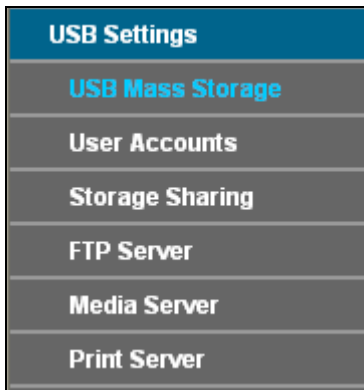 USB Settings
USB Mass Storage
User Accounts
Storage Sharing
FTP Server
Media Server
Print Server